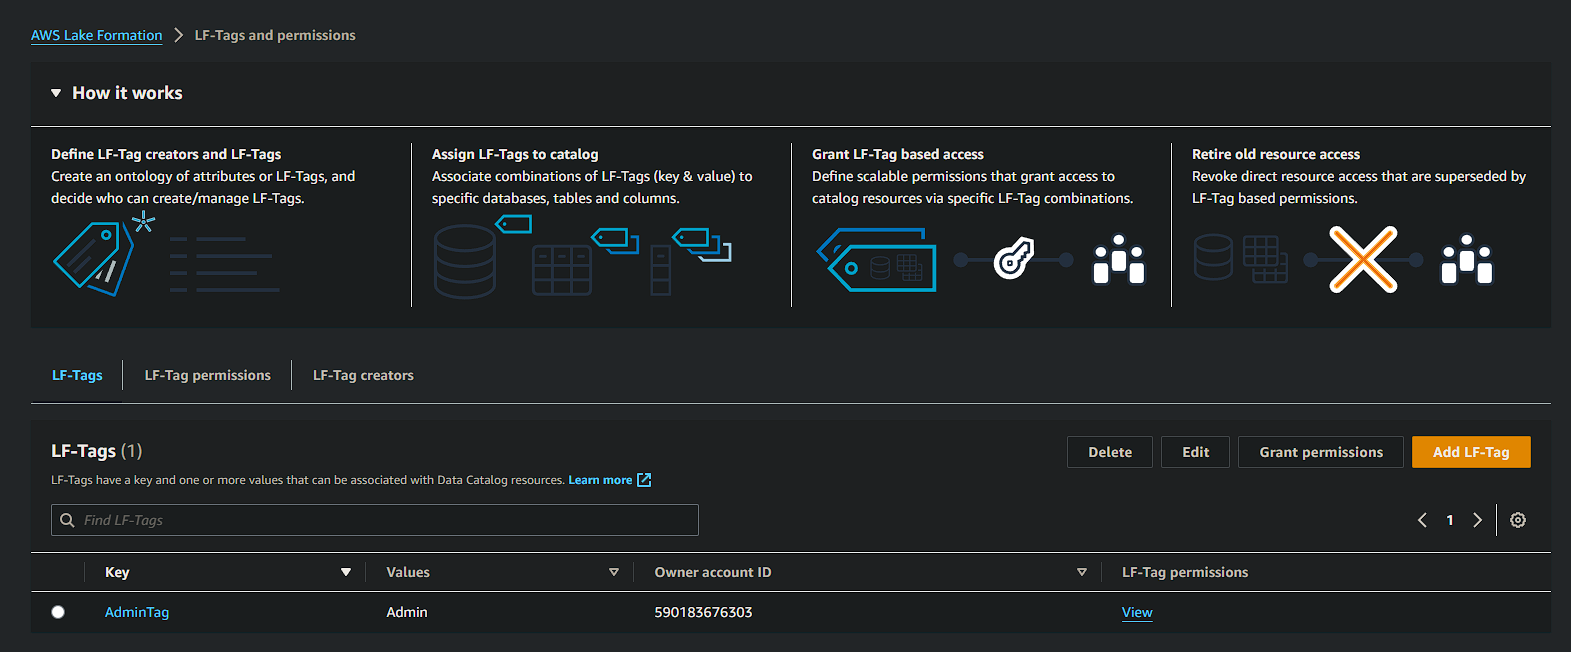 AWS Lake Formation > LF-Tags and permissions
How it works
Define LF-Tag creators and LF-Tags
Create an ontology of attributes or LF-Tags, and
decide who can create/manage LF-Tags.
Assign LF-Tags to catalog
Associate combinations of LF-Tags (key & value) to
specific databases, tables and columns.
Grant LF-Tag based access
Define scalable permissions that grant access to
catalog resources via specific LF-Tag combinations.
Retire old resource access
Revoke direct resource access that are superseded by
LF-Tag based permissions.
LF-Tags LF-Tag permissions LF-Tag creators
LF-Tags (1)
Delete Edit Grant permissions Add LF-Tag
LF-Tags have a key and one or more values that can be associated with Data Catalog resources. Learn more
Find LF-Tags
1
Key Values Owner account ID LF-Tag permissions
AdminTag Admin 590183676303 View